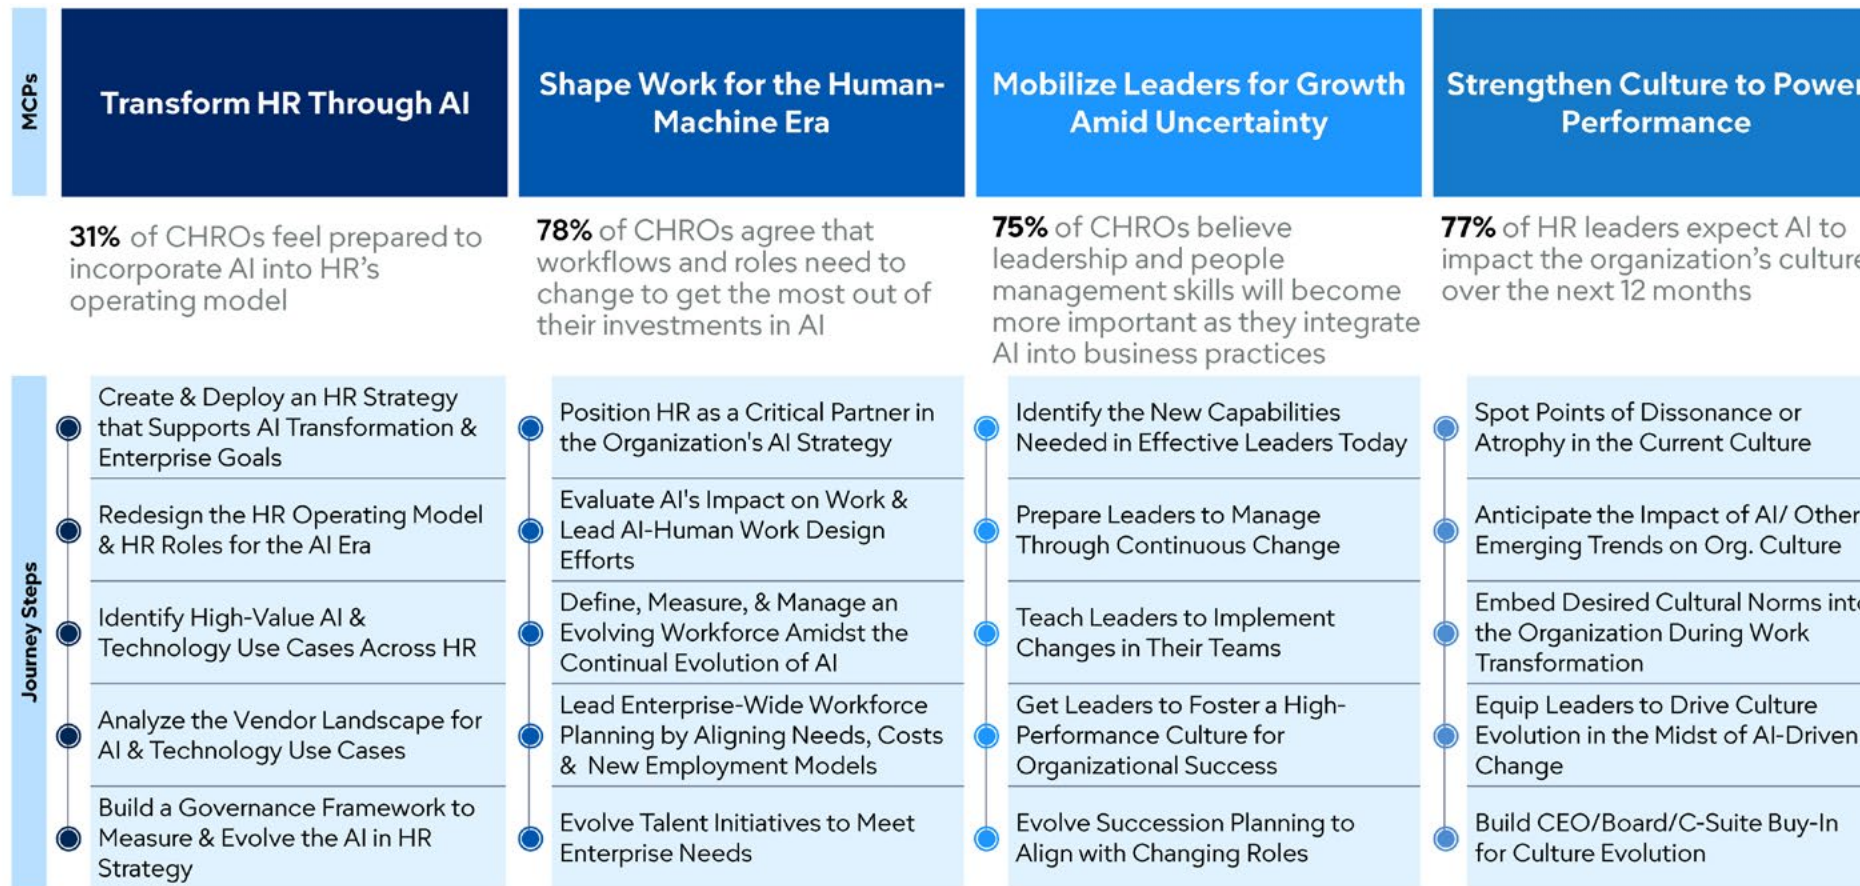 MCPs
Transform HR Through AI
Shape Work for the Human-
Machine Era
Mobilize Leaders for Growth
Amid Uncertainty
Strengthen Culture to Power
Performance
31% of CHROs feel prepared to
incorporate AI into HR's
operating model
78% of CHROs agree that
workflows and roles need to
change to get the most out of
their investments in AI
75% of CHROs believe
leadership and people
management skills will become
more important as they integrate
AI into business practices
77% of HR leaders expect AI to
impact the organization's culture
over the next 12 months
Journey Steps
Create & Deploy an HR Strategy
that Supports AI Transformation &
Enterprise Goals
Redesign the HR Operating Model
& HR Roles for the AI Era
Identify High-Value AI &
Technology Use Cases Across HR
Analyze the Vendor Landscape for
AI & Technology Use Cases
Build a Governance Framework to
Measure & Evolve the AI in HR
Strategy
Position HR as a Critical Partner in
the Organization's AI Strategy
Evaluate AI's Impact on Work &
Lead AI-Human Work Design
Efforts
Define, Measure, & Manage an
Evolving Workforce Amidst the
Continual Evolution of AI
Lead Enterprise-Wide Workforce
Planning by Aligning Needs, Costs
& New Employment Models
Evolve Talent Initiatives to Meet
Enterprise Needs
Identify the New Capabilities
Needed in Effective Leaders Today
Prepare Leaders to Manage
Through Continuous Change
Teach Leaders to Implement
Changes in Their Teams
Get Leaders to Foster a High-
Performance Culture for
Organizational Success
Evolve Succession Planning to
Align with Changing Roles
Spot Points of Dissonance or
Atrophy in the Current Culture
Anticipate the Impact of AI/ Other
Emerging Trends on Org. Culture
Embed Desired Cultural Norms into
the Organization During Work
Transformation
Equip Leaders to Drive Culture
Evolution in the Midst of AI-Driven
Change
Build CEO/Board/C-Suite Buy-In
for Culture Evolution